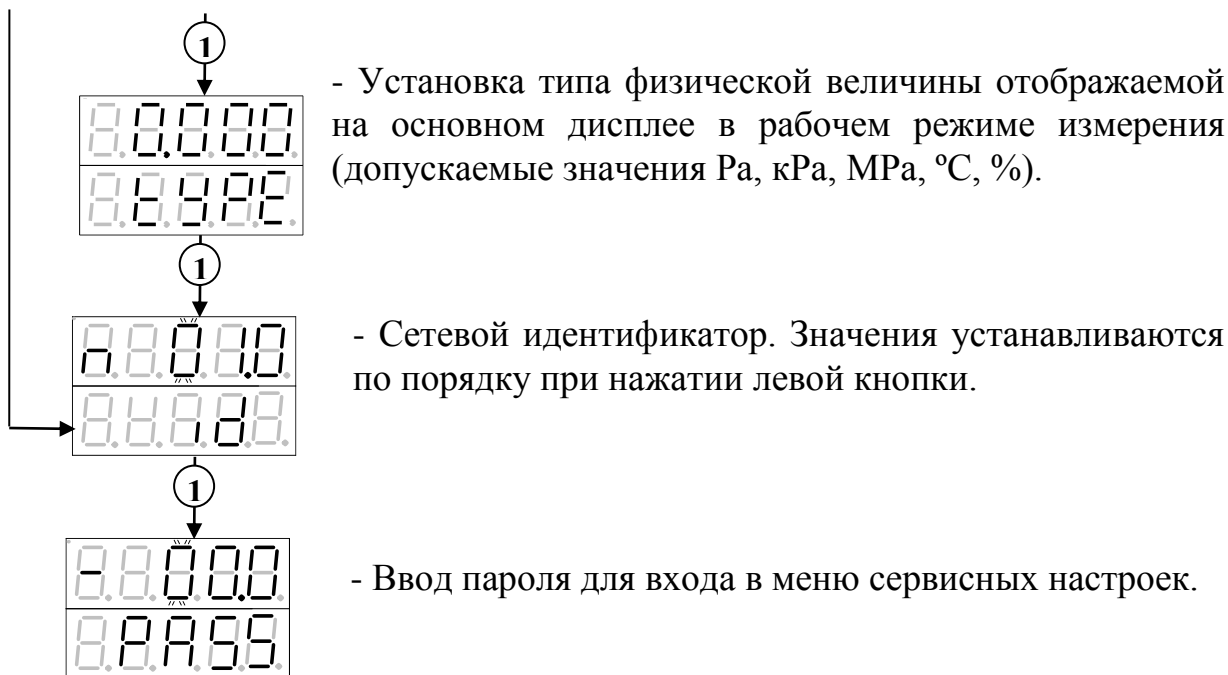 1
0.000
- Установка типа физической величины отображаемой
на основном дисплее в рабочем режиме измерения
(допускаемые значения Pa, кPa, MPa, ºС, %).
tyPE
1
n 01.0
- Сетевой идентификатор. Значения устанавливаются
по порядку при нажатии левой кнопки.
id
1
- 00.0
- Ввод пароля для входа в меню сервисных настроек.
PASS